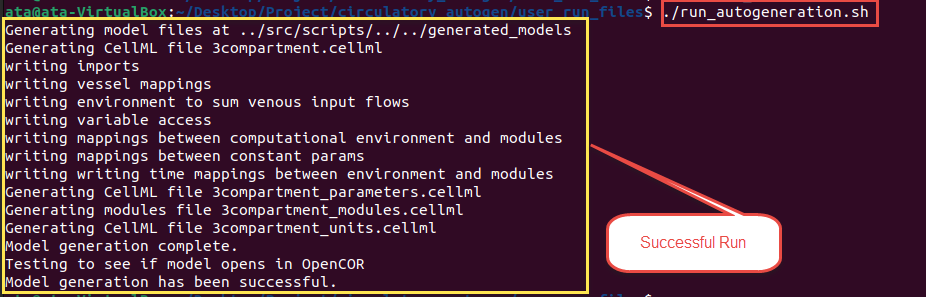 ata@ata-VirtualBox:~/Desktop/Project/circulatory_autogen/user_run_files$ ./run_autogeneration.sh
Generating model files at ../src/scripts/../../generated_models
Generating CellML file 3compartment.cellml
writing imports
writing vessel mappings
writing environment to sum venous input flows
writing variable access
writing mappings between computational environment and modules
writing mappings between constant params
writing writing time mappings between environment and modules
Generating CellML file 3compartment_parameters.cellml
Generating modules file 3compartment_modules.cellml
Generating CellML file 3compartment_units.cellml
Model generation complete.
Testing to see if model opens in OpenCOR
Model generation has been successful.
Successful Run